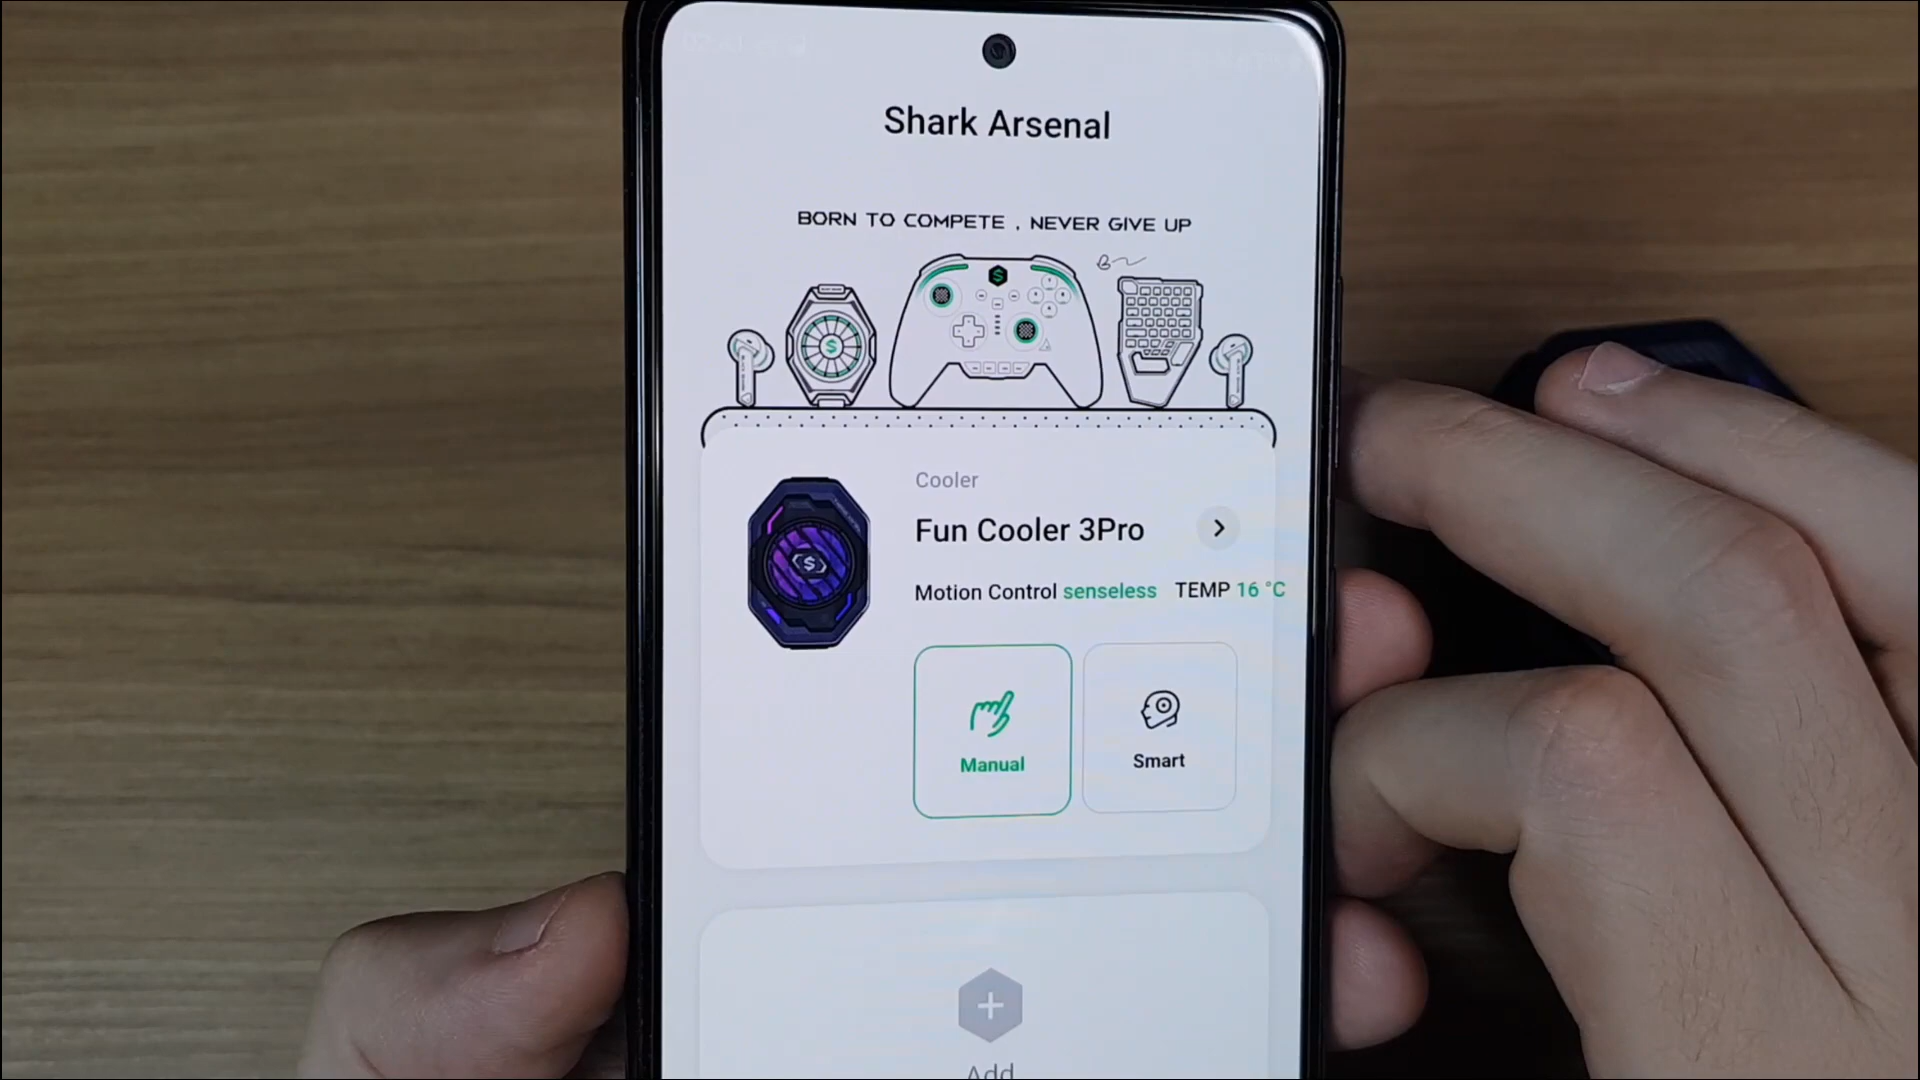 Shark Arsenal
BORN TO COMPETE , NEVER GIVE UP
Cooler
Fun Cooler 3Pro
Motion Control senseless TEMP 16 °C
Manual
Smart
Add